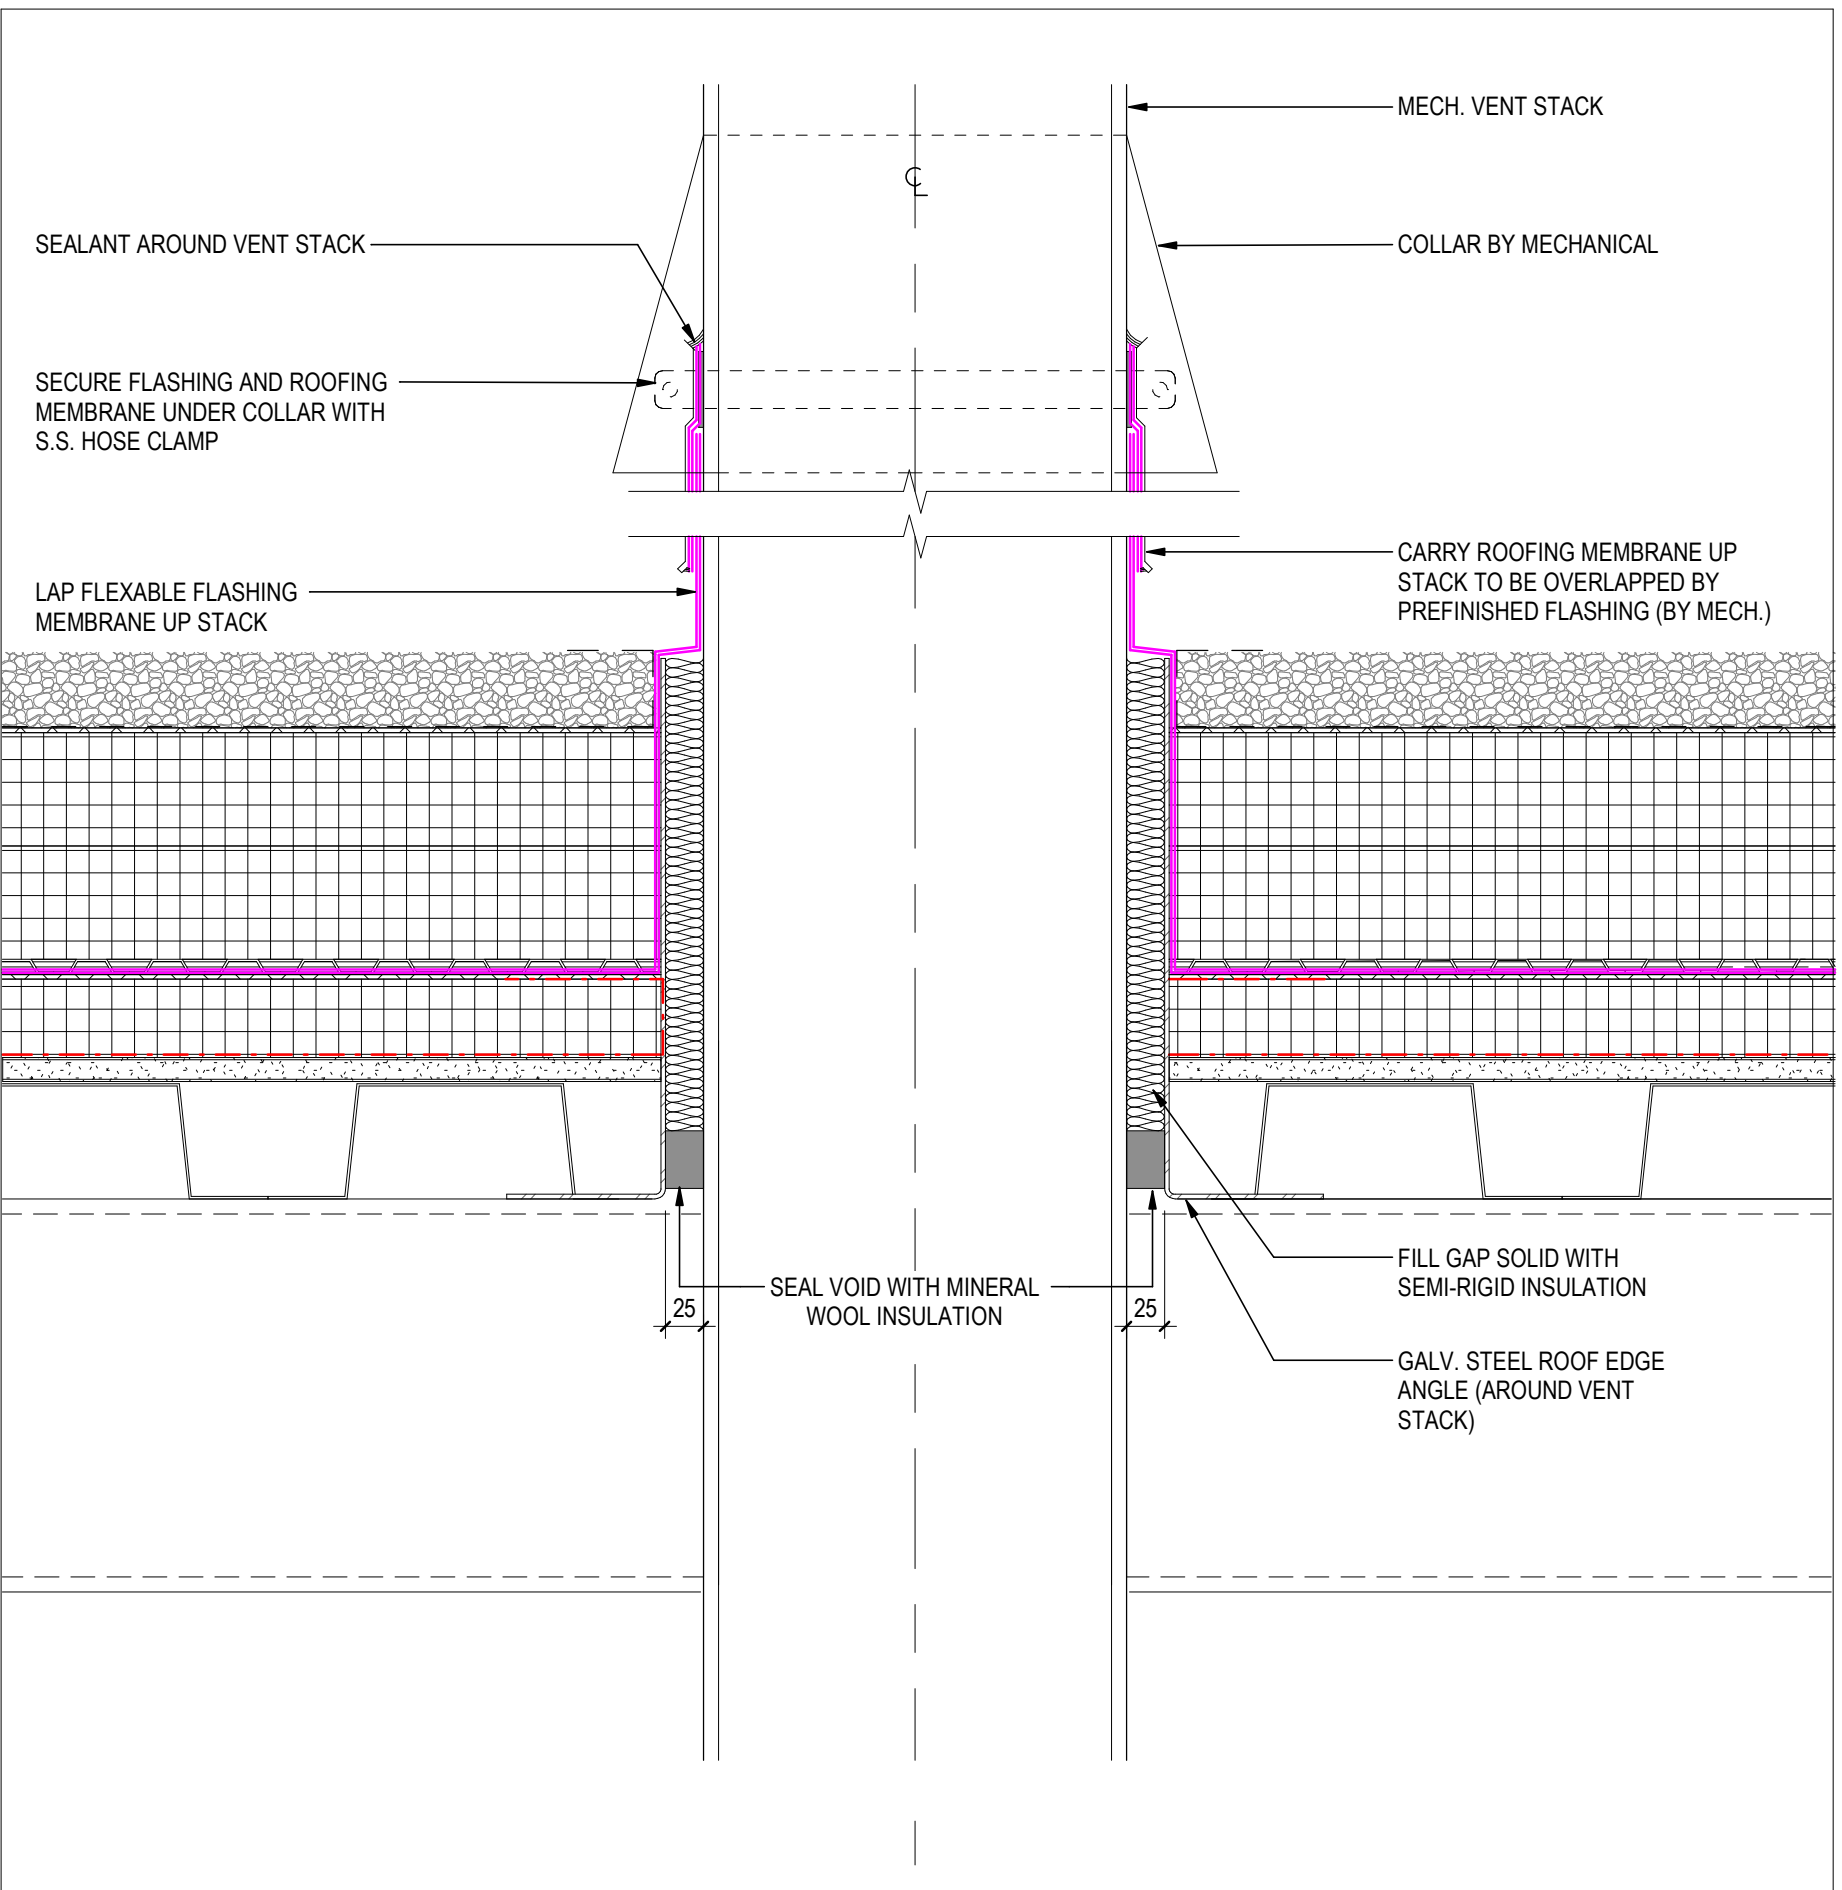 MECH. VENT STACK
℄
SEALANT AROUND VENT STACK
COLLAR BY MECHANICAL
SECURE FLASHING AND ROOFING
MEMBRANE UNDER COLLAR WITH
S.S. HOSE CLAMP
CARRY ROOFING MEMBRANE UP
STACK TO BE OVERLAPPED BY
PREFINISHED FLASHING (BY MECH.)
LAP FLEXABLE FLASHING
MEMBRANE UP STACK
FILL GAP SOLID WITH
SEMI-RIGID INSULATION
SEAL VOID WITH MINERAL
WOOL INSULATION
25
25
GALV. STEEL ROOF EDGE
ANGLE (AROUND VENT
STACK)